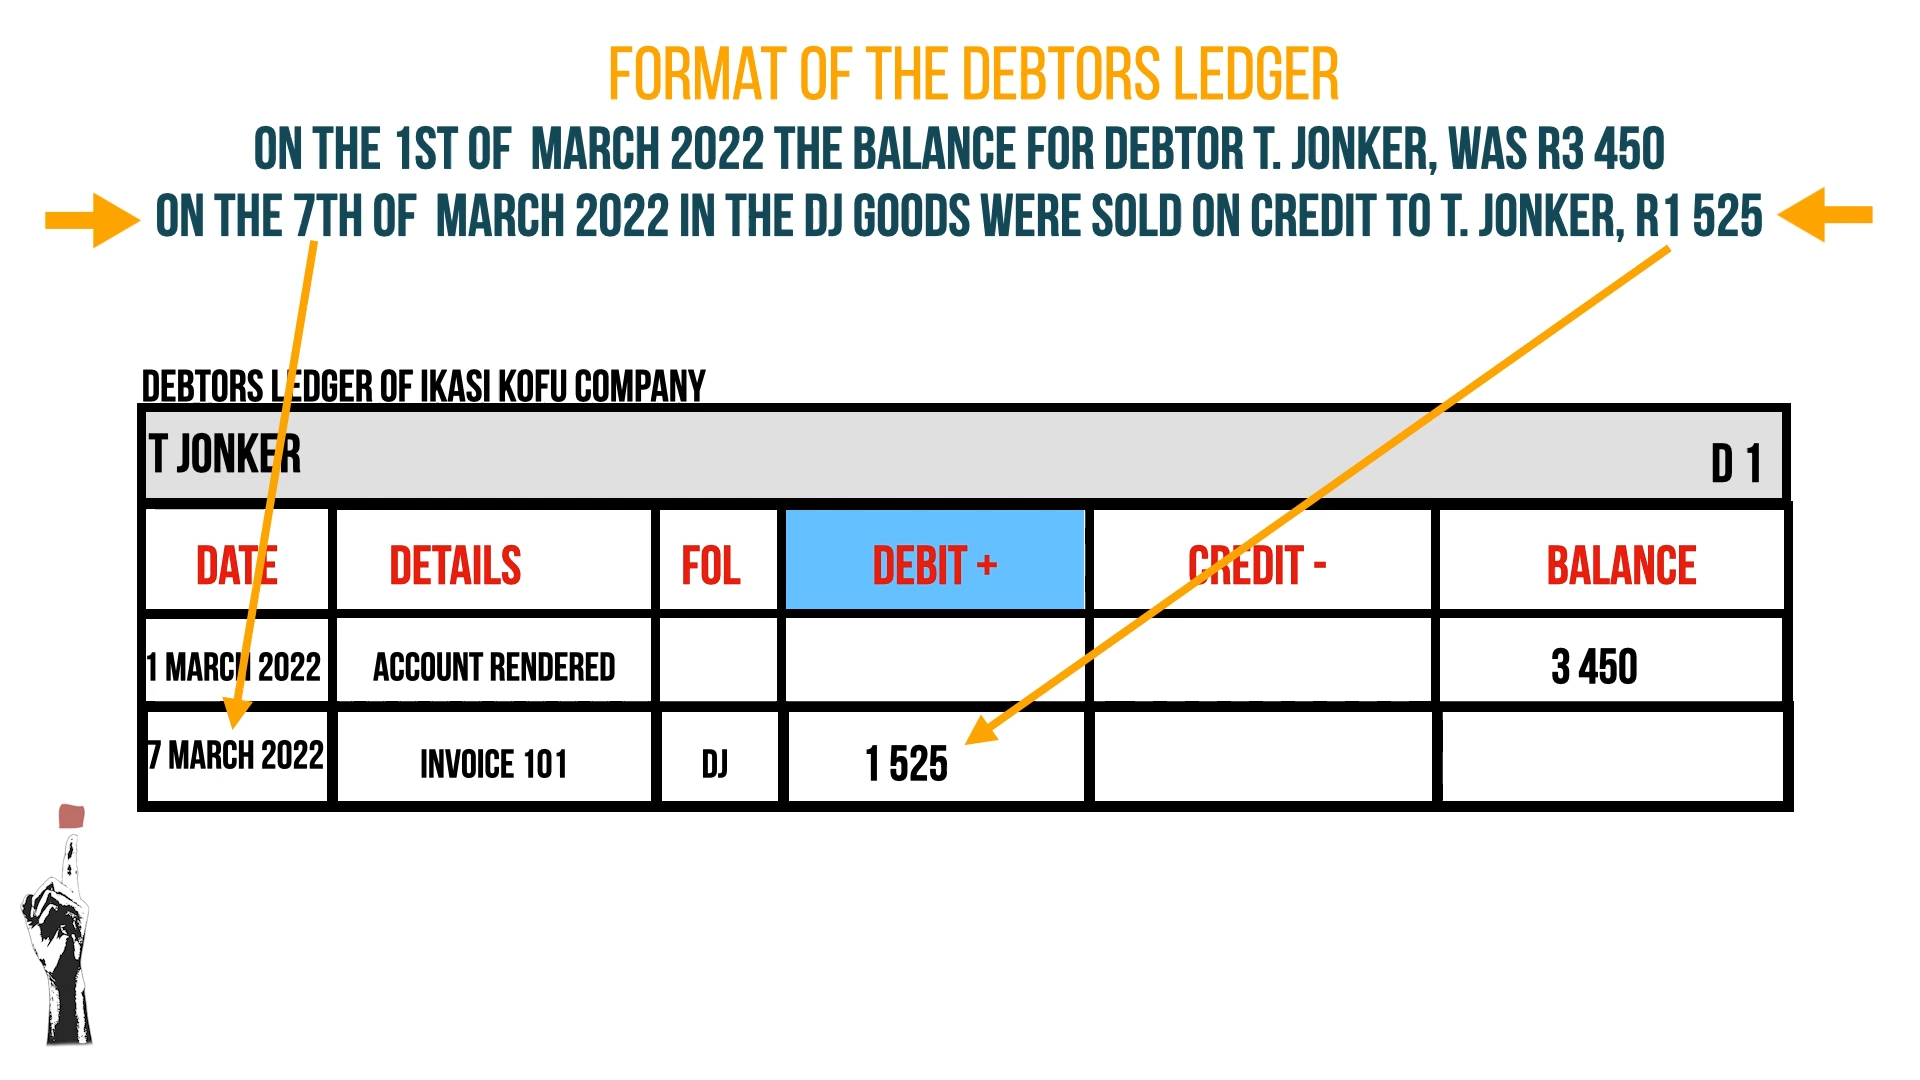 FORMAT OF THE DEBTORS LEDGER
ON THE 1ST OF MARCH 2022 THE BALANCE FOR DEBTOR T. JONKER, WAS R3 450
ON THE 7TH OF MARCH 2022 IN THE DJ GOODS WERE SOLD ON CREDIT TO T. JONKER, R1 525
DEBTORS LEDGER OF IKASI KOFU COMPANY
T JONKER D 1
DATE DETAILS FOL DEBIT + CREDIT - BALANCE
1 MARCH 2022 ACCOUNT RENDERED 3 450
7 MARCH 2022 INVOICE 101 DJ 1 525